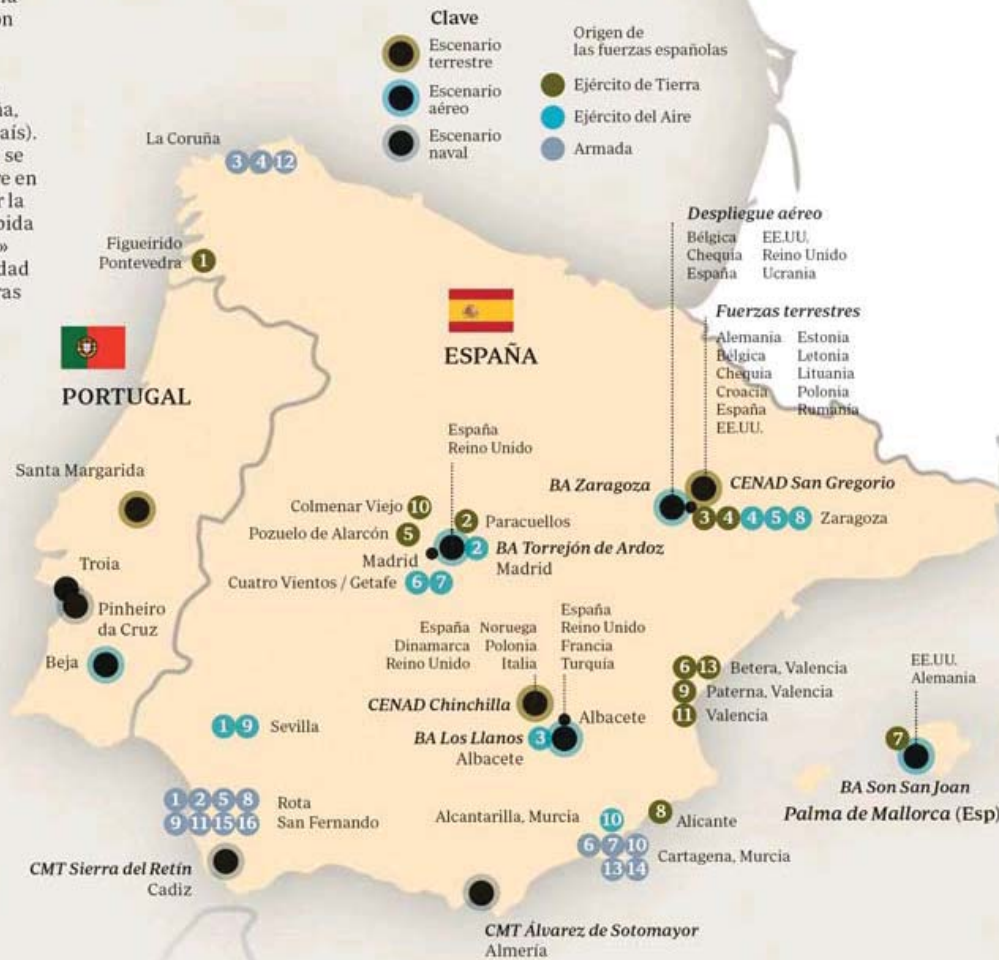 ón
ña,
aís).
se
e en
r la
bida
»
dad
ras
Clave
Escenario
terrestre
Escenario
aéreo
Escenario
naval
Origen de
las fuerzas españolas
Ejército de Tierra
Ejército del Aire
Armada
La Coruña
3 4 12
Figueirido
Pontevedra 1
PORTUGAL
ESPAÑA
Despliegue aéreo
Bélgica EE.UU.
Chequia Reino Unido
España Ucrania
Fuerzas terrestres
Alemania Estonia
Bélgica Letonia
Chequia Lituania
Croacia Polonia
España Rumanía
EE.UU.
España
Reino Unido
Santa Margarida
BA Zaragoza
CENAD San Gregorio
3 4 4 5 8 Zaragoza
Colmenar Viejo 10
2 Paracuellos
Pozuelo de Alarcón 5
2 BA Torrejón de Ardoz
Madrid
Madrid
Cuatro Vientos / Getafe 6 7
Troia
Pinheiro
da Cruz
Beja
España Noruega
Dinamarca Polonia
Reino Unido Italia
España
Reino Unido
Francia
Turquía
CENAD Chinchilla
Albacete
BA Los Llanos 3
Albacete
6 13 Betera, Valencia
9 Paterna, Valencia
11 Valencia
EE.UU.
Alemania
7
BA Son San Joan
Palma de Mallorca (Esp)
1 9 Sevilla
1 2 5 8 Rota
9 11 15 16 San Fernando
Alcantarilla, Murcia 10
8 Alicante
6 7 10
13 14
Cartagena, Murcia
CMT Sierra del Retín
Cadiz
CMT Álvarez de Sotomayor
Almería